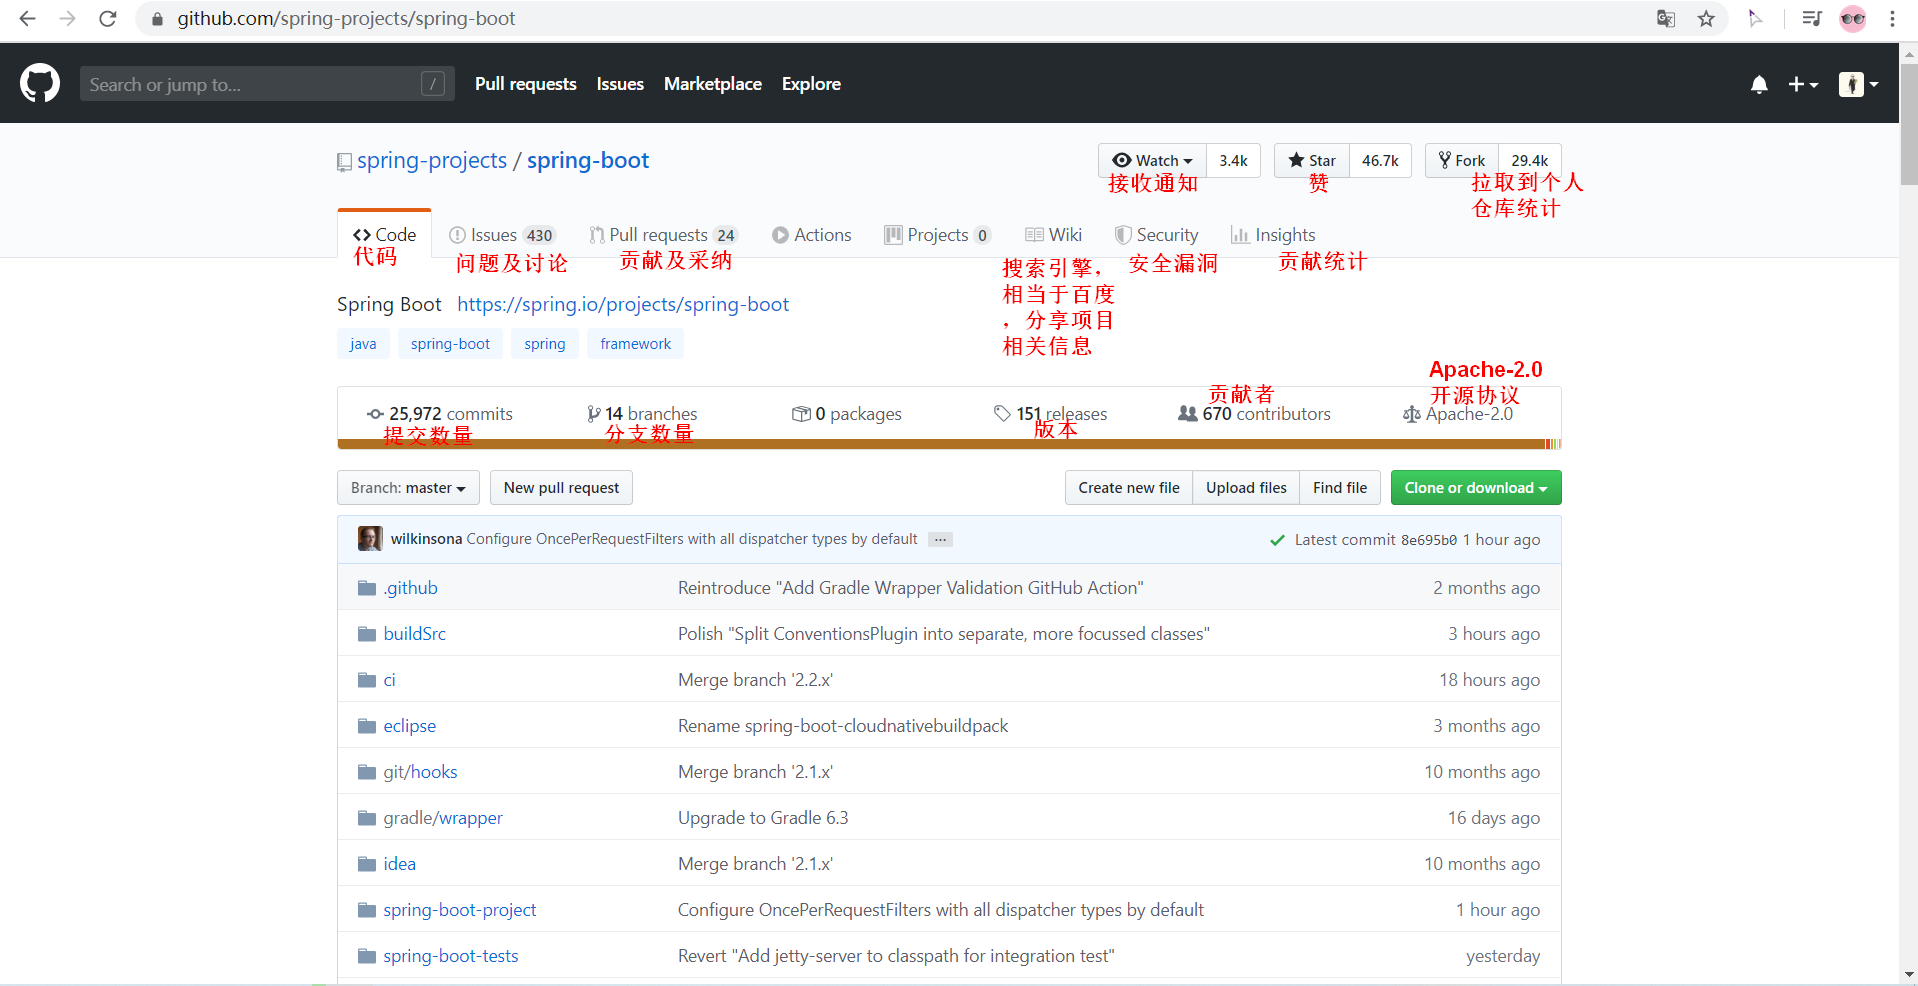 github.com/spring-projects/spring-boot
Search or jump to... /
Pull requests Issues Marketplace Explore
spring-projects / spring-boot
Watch 3.4k Star 46.7k Fork 29.4k
接收通知 赞 拉取到个人
仓库统计
Code Issues 430 Pull requests 24 Actions Projects 0 Wiki Security Insights
代码 问题及讨论 贡献及采纳 安全漏洞 贡献统计
搜索引擎，
相当于百度
，分享项目
相关信息
Spring Boot https://spring.io/projects/spring-boot
java spring-boot spring framework
Apache-2.0
贡献者 开源协议
25,972 commits 14 branches 0 packages 151 releases 670 contributors Apache-2.0
提交数量 分支数量 版本
Branch: master New pull request Create new file Upload files Find file Clone or download
wilkinsona Configure OncePerRequestFilters with all dispatcher types by default ... Latest commit 8e695b0 1 hour ago
.github Reintroduce "Add Gradle Wrapper Validation GitHub Action" 2 months ago
buildSrc Polish "Split ConventionsPlugin into separate, more focussed classes" 3 hours ago
ci Merge branch '2.2.x' 18 hours ago
eclipse Rename spring-boot-cloudnativebuildpack 3 months ago
git/hooks Merge branch '2.1.x' 10 months ago
gradle/wrapper Upgrade to Gradle 6.3 16 days ago
idea Merge branch '2.1.x' 10 months ago
spring-boot-project Configure OncePerRequestFilters with all dispatcher types by default 1 hour ago
spring-boot-tests Revert "Add jetty-server to classpath for integration test" yesterday